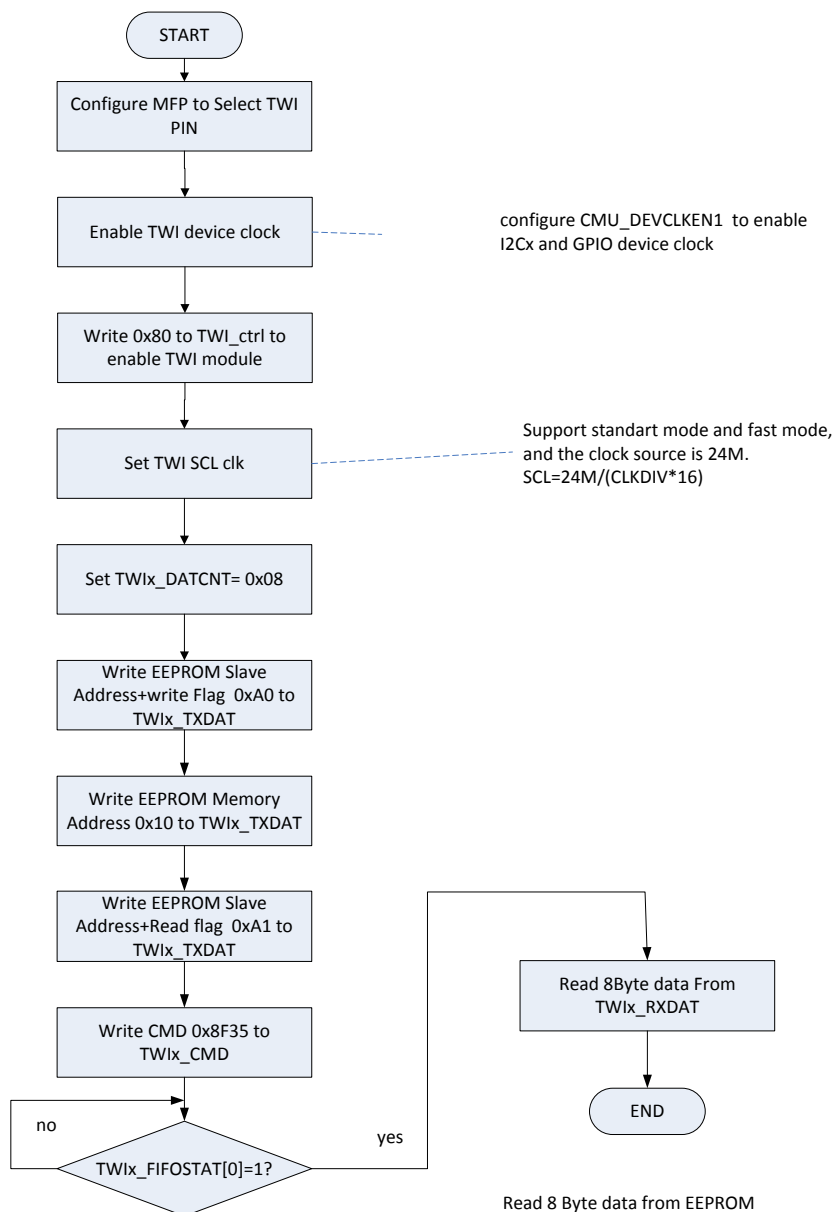 START
Configure MFP to Select TWI
PIN
Enable TWI device clock
configure CMU_DEVCLKEN1 to enable
I2Cx and GPIO device clock
Write 0x80 to TWI_ctrl to
enable TWI module
Set TWI SCL clk
Support standart mode and fast mode,
and the clock source is 24M.
SCL=24M/(CLKDIV*16)
Set TWIx_DATCNT= 0x08
Write EEPROM Slave
Address+write Flag 0xA0 to
TWIx_TXDAT
Write EEPROM Memory
Address 0x10 to TWIx_TXDAT
Write EEPROM Slave
Address+Read flag 0xA1 to
TWIx_TXDAT
Write CMD 0x8F35 to
TWIx_CMD
no
TWIx_FIFOSTAT[0]=1?
yes
Read 8Byte data From
TWIx_RXDAT
END
Read 8 Byte data from EEPROM